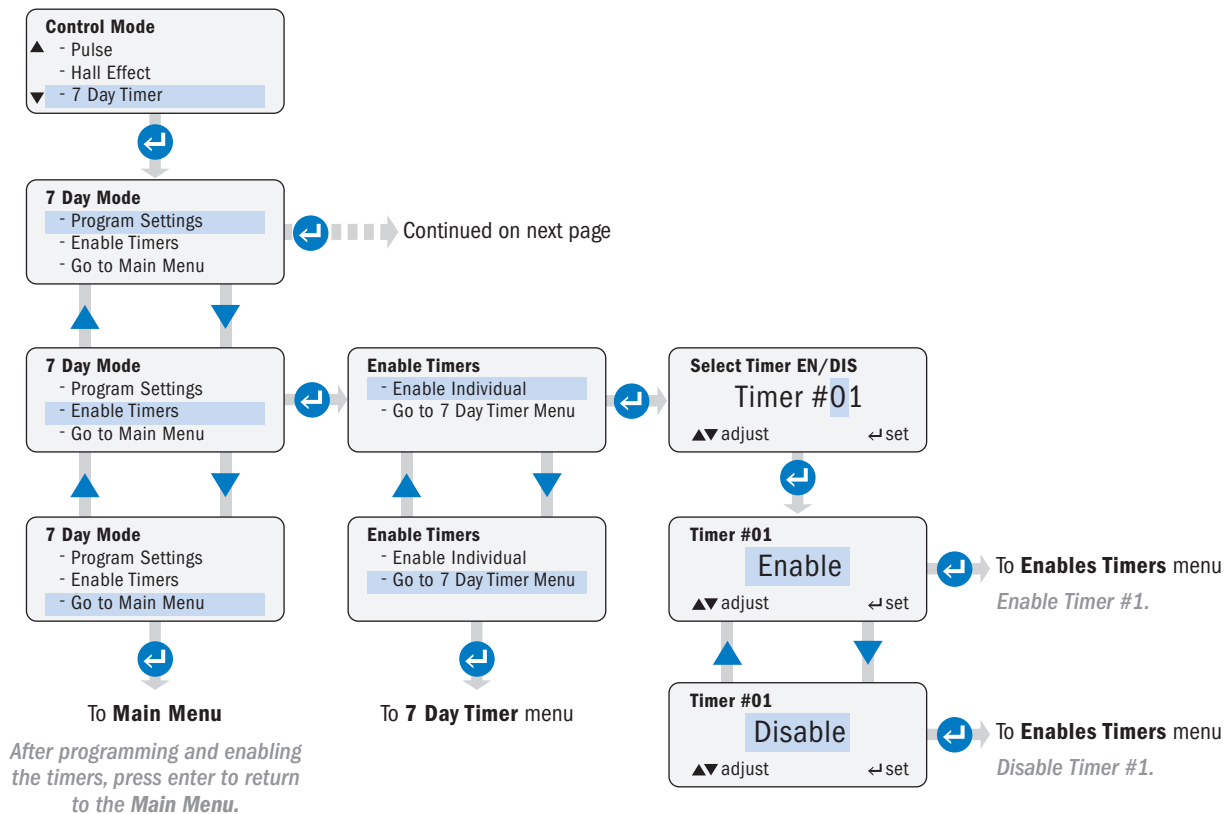 Control Mode
▲ - Pulse
- Hall Effect
▼ - 7 Day Timer
7 Day Mode
- Program Settings
- Enable Timers
- Go to Main Menu
Continued on next page
7 Day Mode
- Program Settings
- Enable Timers
- Go to Main Menu
Enable Timers
- Enable Individual
- Go to 7 Day Timer Menu
Select Timer EN/DIS
Timer #01
▲▼ adjust ↵ set
7 Day Mode
- Program Settings
- Enable Timers
- Go to Main Menu
Enable Timers
- Enable Individual
- Go to 7 Day Timer Menu
Timer #01
Enable
▲▼ adjust ↵ set
To Enables Timers menu
Enable Timer #1.
To Main Menu
After programming and enabling
the timers, press enter to return
to the Main Menu.
To 7 Day Timer menu
Timer #01
Disable
▲▼ adjust ↵ set
To Enables Timers menu
Disable Timer #1.